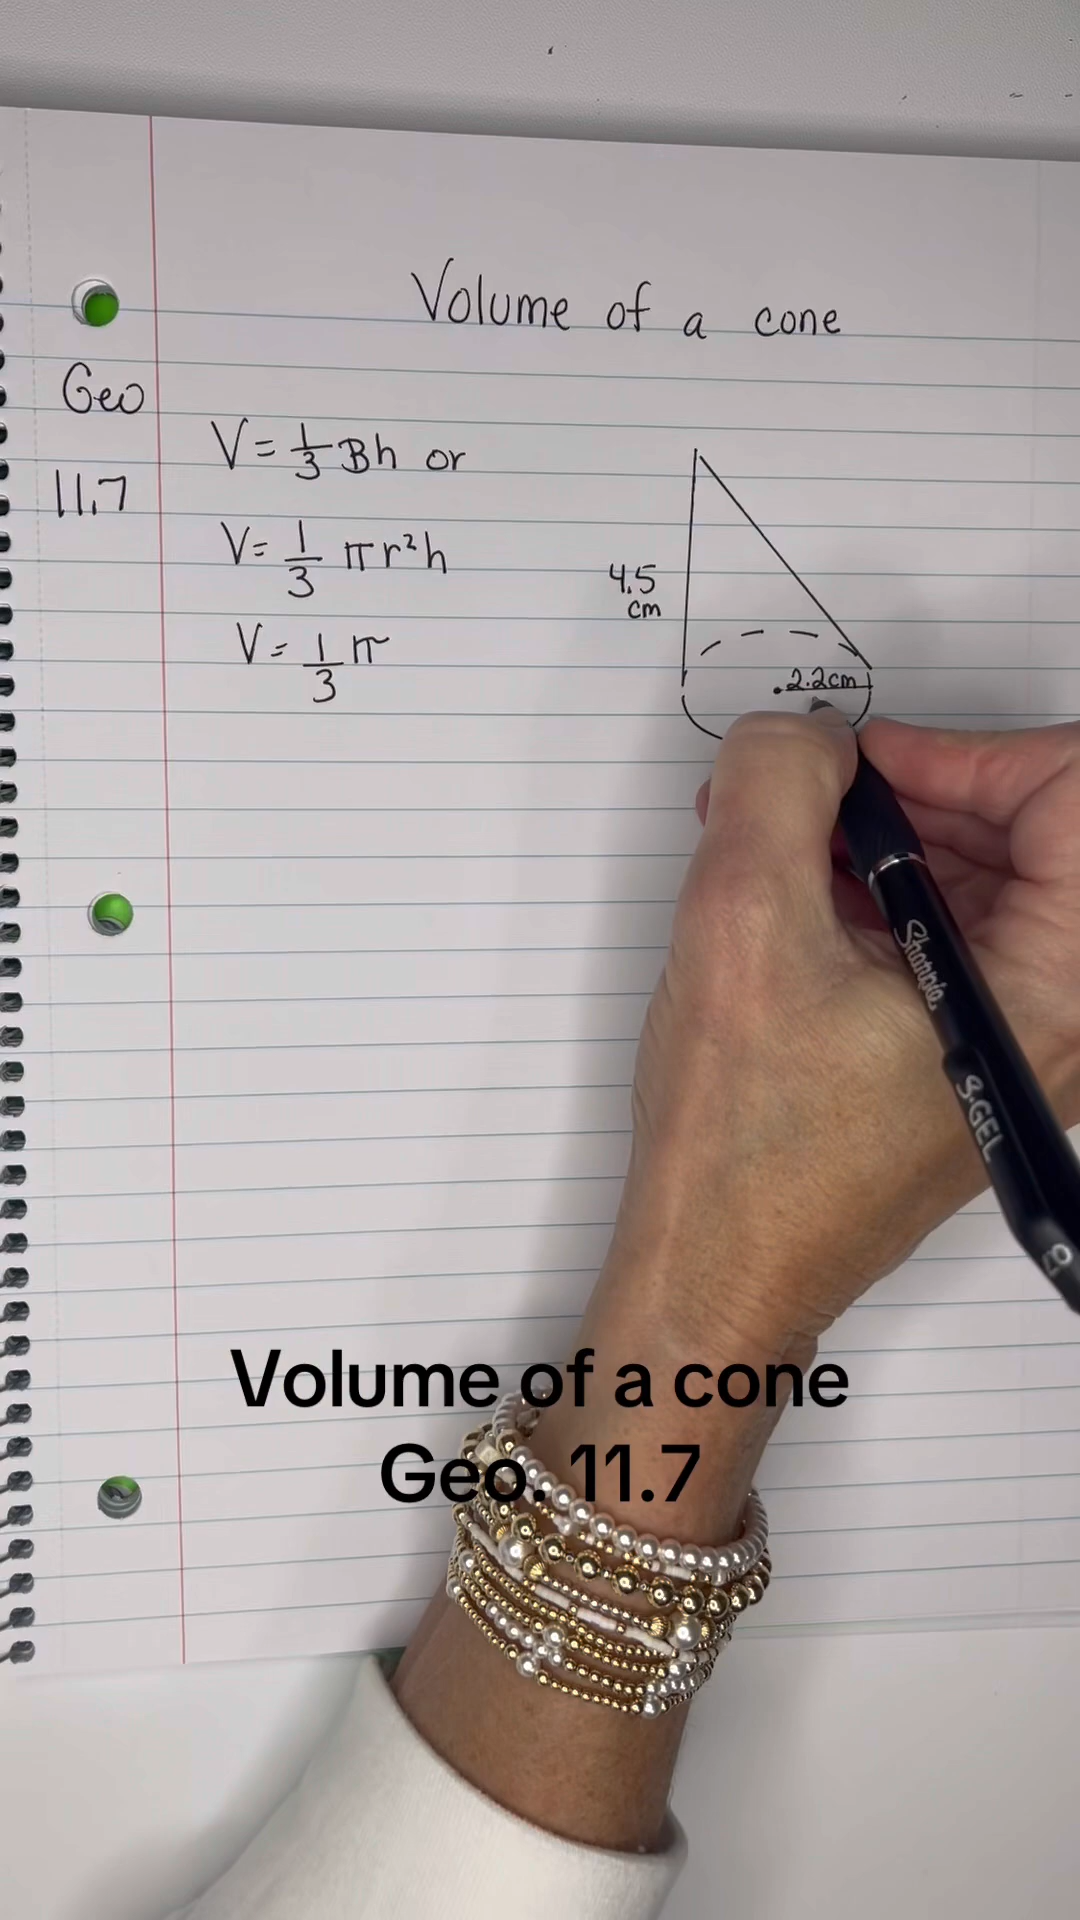 Volume of a cone
Geo
11.7
V = 1/3 Bh or
V = 1/3 πr²h
V = 1/3 π
4.5
cm
2.2cm
Sharpie
S·GEL
Volume of a cone
Geo. 11.7